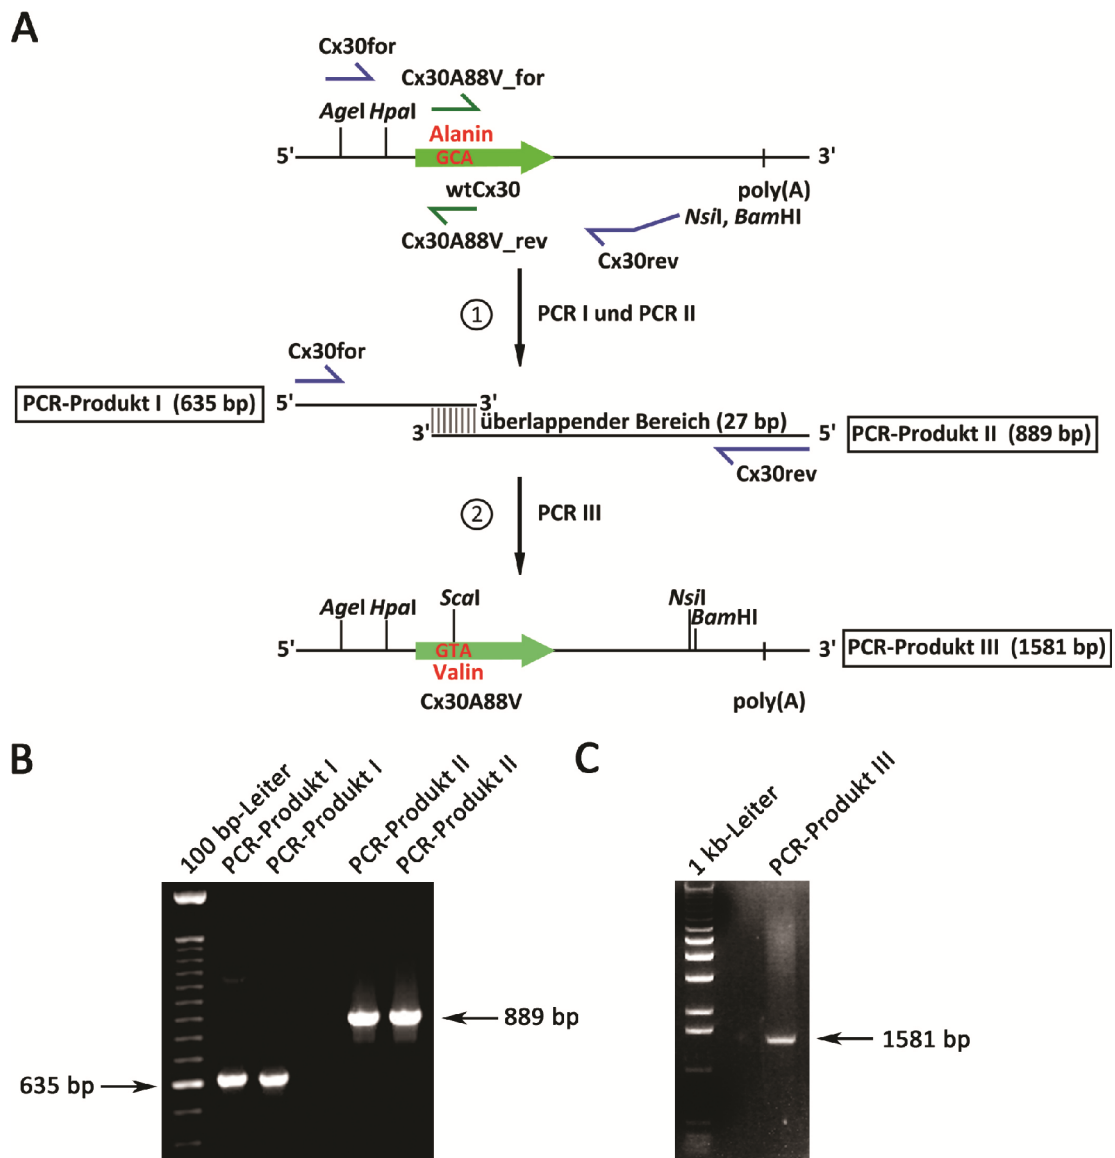 A
Cx30for
Cx30A88V_for
AgeI HpaI
Alanin
5' GCA 3'
wtCx30
poly(A)
NsiI, BamHI
Cx30A88V_rev
Cx30rev
1 PCR I und PCR II
Cx30for
PCR-Produkt I (635 bp) 5' 3'
3' überlappender Bereich (27 bp) 5' PCR-Produkt II (889 bp)
Cx30rev
2 PCR III
AgeI HpaI ScaI NsiI
BamHI
5' GTA 3' PCR-Produkt III (1581 bp)
Valin
Cx30A88V poly(A)
B
100 bp-Leiter
PCR-Produkt I
PCR-Produkt I
PCR-Produkt II
PCR-Produkt II
889 bp
635 bp
C
1 kb-Leiter
PCR-Produkt III
1581 bp